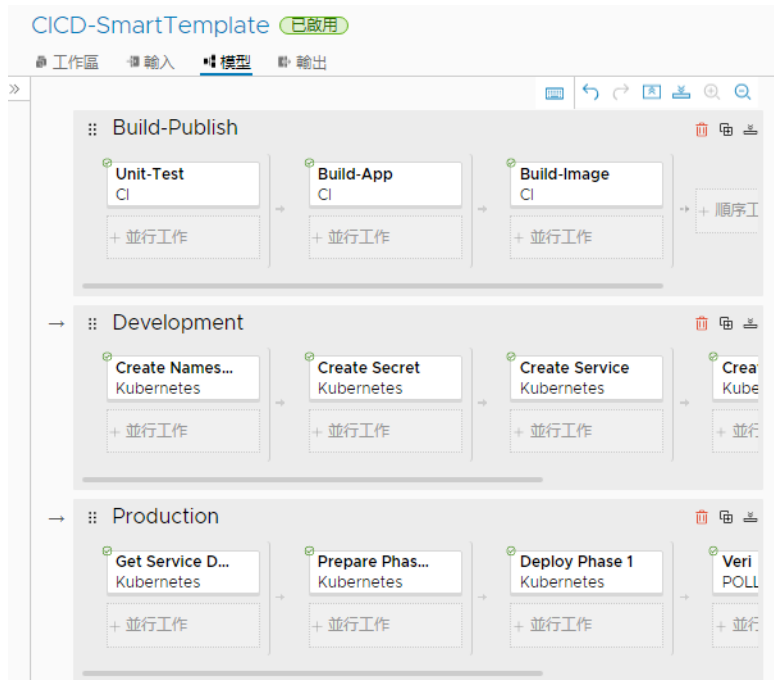 CICD-SmartTemplate 已啟用
工作區 輸入 模型 輸出
Build-Publish
Unit-Test Build-App Build-Image
CI CI CI
+ 順序工
+ 並行工作 + 並行工作 + 並行工作
Development
Create Names... Create Secret Create Service Crea
Kubernetes Kubernetes Kubernetes Kube
+ 並行工作 + 並行工作 + 並行工作 + 並行
Production
Get Service D... Prepare Phas... Deploy Phase 1 Veri
Kubernetes Kubernetes Kubernetes POLL
+ 並行工作 + 並行工作 + 並行工作 + 並行